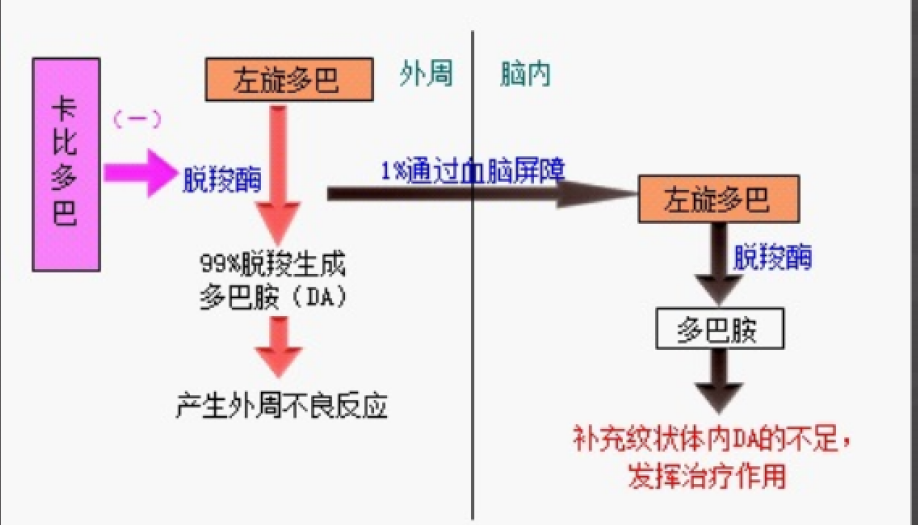 卡比多巴
(一)
左旋多巴
外周
脑内
脱羧酶
1%通过血脑屏障
99%脱羧生成
多巴胺（DA）
产生外周不良反应
左旋多巴
脱羧酶
多巴胺
补充纹状体内DA的不足，
发挥治疗作用